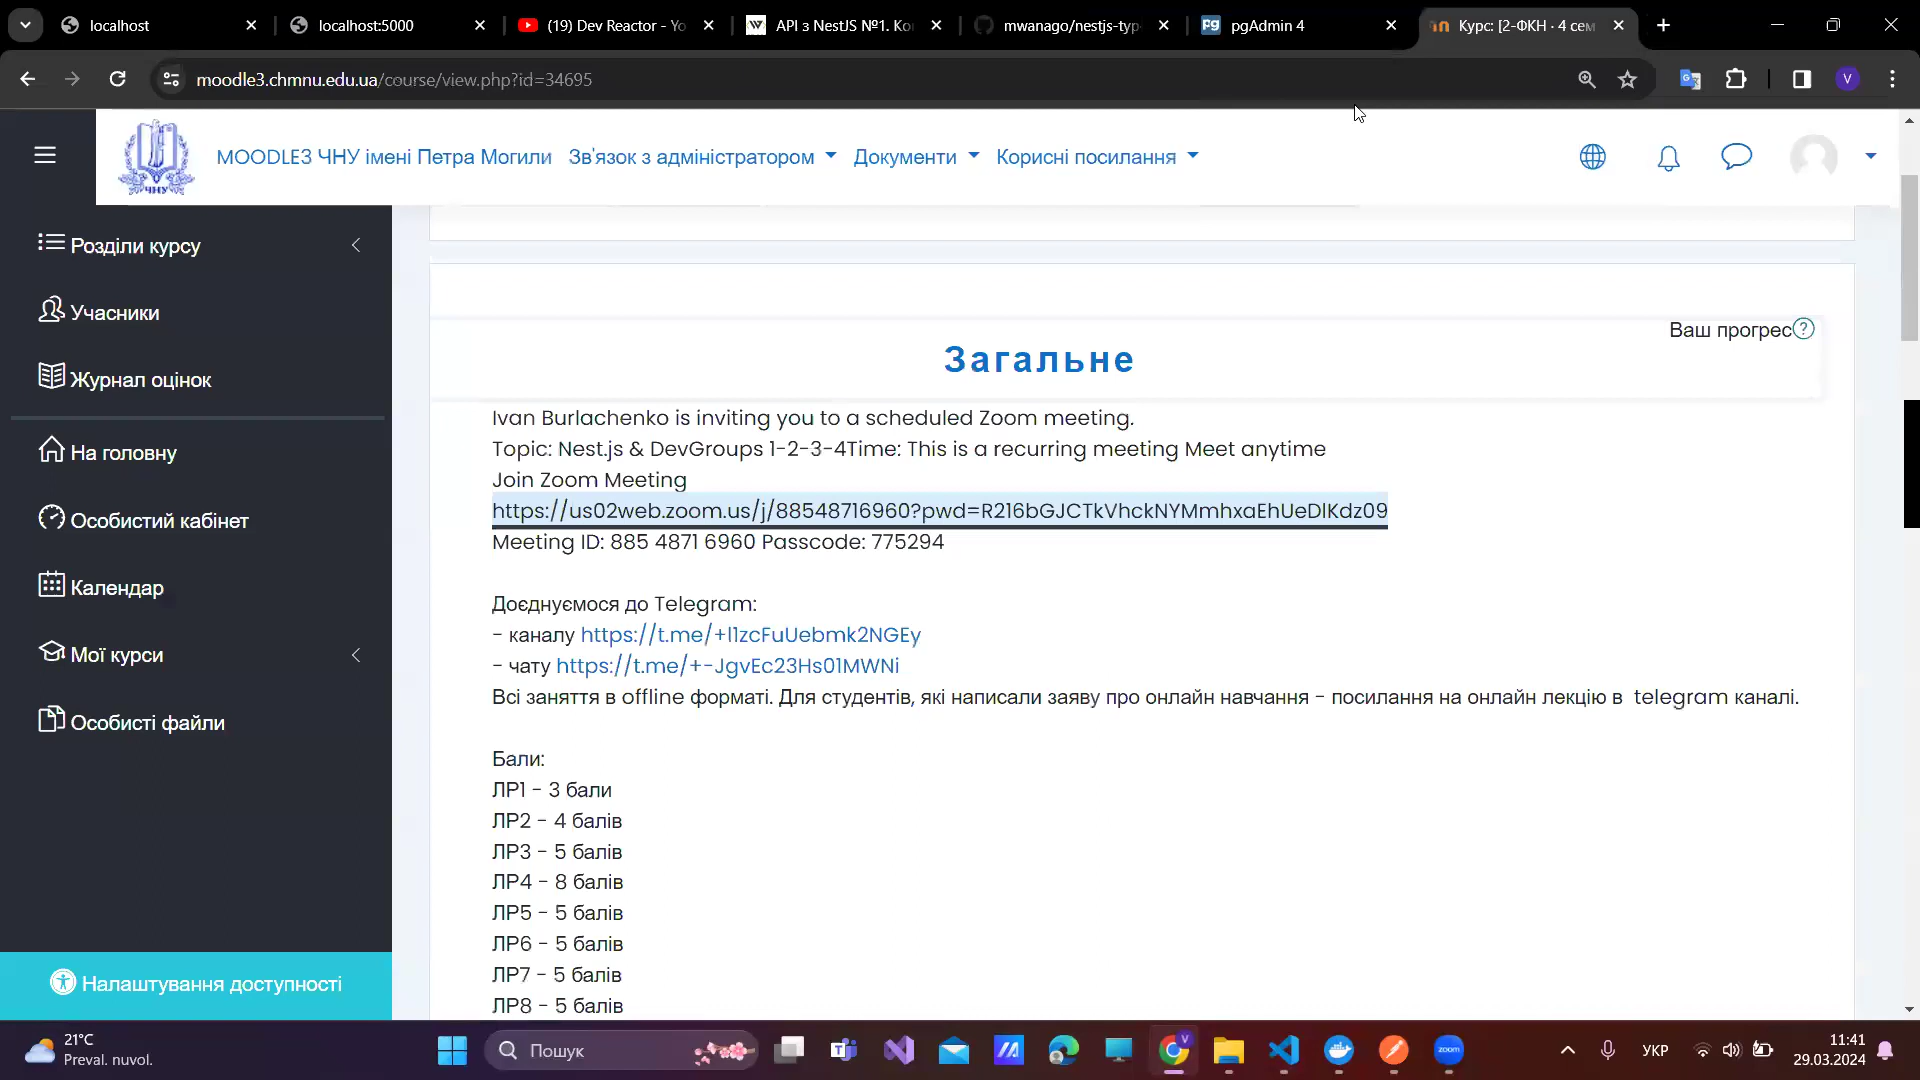 localhost
localhost:5000
(19) Dev Reactor - Yo
API з NestJS №1. Ко
mwanago/nestjs-typ
pgAdmin 4
Курс: [2-ФКН · 4 сем
moodle3.chmnu.edu.ua/course/view.php?id=34695
V
ЧНУ
MOODLE3 ЧНУ імені Петра Могили
Зв'язок з адміністратором
Документи
Корисні посилання
Розділи курсу
Учасники
Журнал оцінок
На головну
Особистий кабінет
Календар
Мої курси
Особисті файли
Налаштування доступності
Ваш прогрес
Загальне
Ivan Burlachenko is inviting you to a scheduled Zoom meeting.
Topic: Nest.js & DevGroups 1-2-3-4Time: This is a recurring meeting Meet anytime
Join Zoom Meeting
https://us02web.zoom.us/j/88548716960?pwd=R216bGJCTkVhckNYMmhxaEhUeDlKdz09
Meeting ID: 885 4871 6960 Passcode: 775294
Доєднуємося до Telegram:
- каналу https://t.me/+l1zcFuUebmk2NGEy
- чату https://t.me/+-JgvEc23Hs01MWNi
Всі заняття в offline форматі. Для студентів, які написали заяву про онлайн навчання - посилання на онлайн лекцію в telegram каналі.
Бали:
ЛР1 - 3 бали
ЛР2 - 4 балів
ЛР3 - 5 балів
ЛР4 - 8 балів
ЛР5 - 5 балів
ЛР6 - 5 балів
ЛР7 - 5 балів
ЛР8 - 5 балів
21°C
Preval. nuvol.
Пошук
zoom
УКР
11:41
29.03.2024